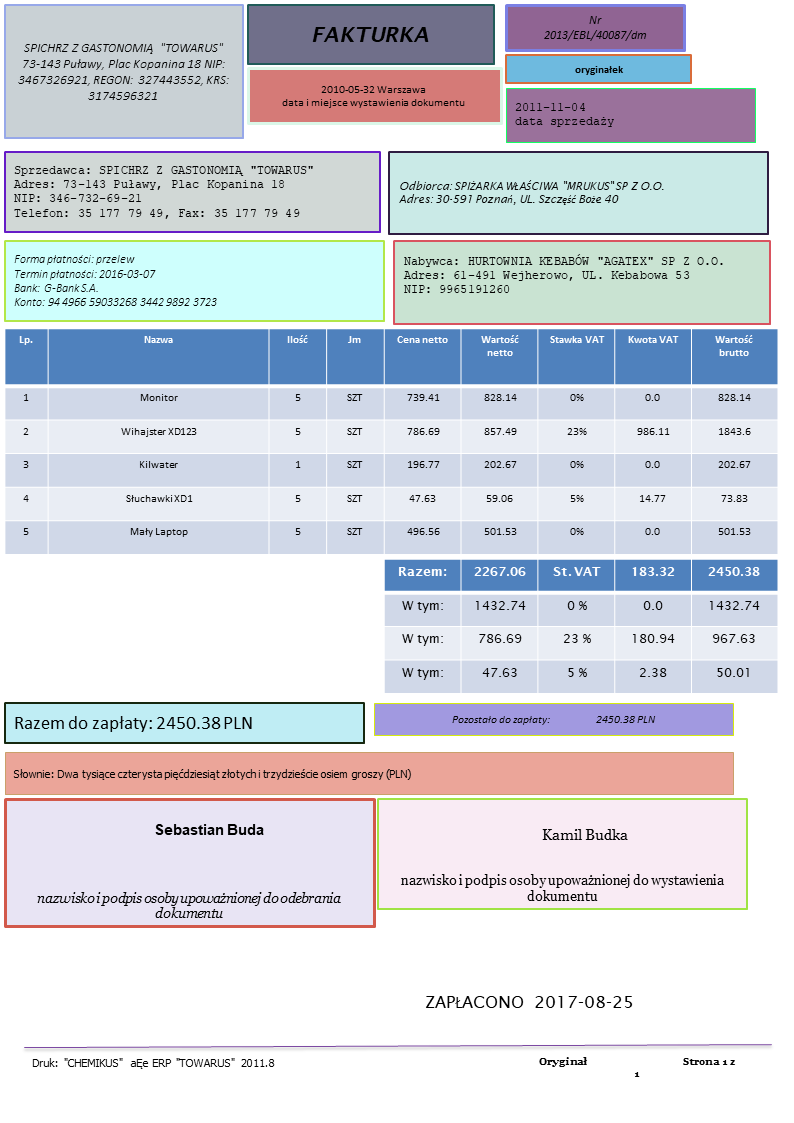 SPICHRZ Z GASTONOMIĄ "TOWARUS"
73-143 Puławy, Plac Kopanina 18 NIP:
3467326921, REGON: 327443552, KRS:
3174596321
FAKTURKA
2010-05-32 Warszawa
data i miejsce wystawienia dokumentu
Nr
2013/EBL/40087/dm
oryginałek
2011-11-04
data sprzedaży
Sprzedawca: SPICHRZ Z GASTONOMIĄ "TOWARUS"
Adres: 73-143 Puławy, Plac Kopanina 18
NIP: 346-732-69-21
Telefon: 35 177 79 49, Fax: 35 177 79 49
Odbiorca: SPIŻARKA WŁAŚCIWA "MRUKUS" SP Z O.O.
Adres: 30-591 Poznań, UL. Szczęść Boże 40
Forma płatności: przelew
Termin płatności: 2016-03-07
Bank: G-Bank S.A.
Konto: 94 4966 59033268 3442 9892 3723
Nabywca: HURTOWNIA KEBABÓW "AGATEX" SP Z O.O.
Adres: 61-491 Wejherowo, UL. Kebabowa 53
NIP: 9965191260
Lp. Nazwa Ilość Jm Cena netto Wartość netto Stawka VAT Kwota VAT Wartość brutto
1 Monitor 5 SZT 739.41 828.14 0% 0.0 828.14
2 Wihajster XD123 5 SZT 786.69 857.49 23% 986.11 1843.6
3 Kilwater 1 SZT 196.77 202.67 0% 0.0 202.67
4 Słuchawki XD1 5 SZT 47.63 59.06 5% 14.77 73.83
5 Mały Laptop 5 SZT 496.56 501.53 0% 0.0 501.53
Razem: 2267.06 St. VAT 183.32 2450.38
W tym: 1432.74 0 % 0.0 1432.74
W tym: 786.69 23 % 180.94 967.63
W tym: 47.63 5 % 2.38 50.01
Razem do zapłaty: 2450.38 PLN
Pozostało do zapłaty: 2450.38 PLN
Słownie: Dwa tysiące czterysta pięćdziesiąt złotych i trzydzieście osiem groszy (PLN)
Sebastian Buda
nazwisko i podpis osoby upoważnionej do odebrania
dokumentu
Kamil Budka
nazwisko i podpis osoby upoważnionej do wystawienia
dokumentu
ZAPŁACONO 2017-08-25
Druk: "CHEMIKUS" aĘe ERP "TOWARUS" 2011.8
Oryginał Strona 1 z
1